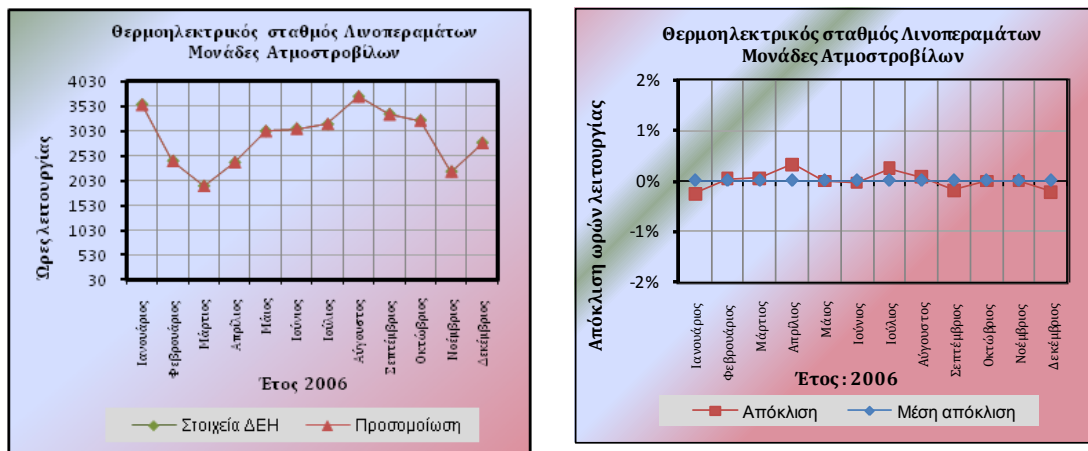 Θερμοηλεκτρικός σταθμός Λινοπεραμάτων
Μονάδες Ατμοστροβίλων
Ώρες λειτουργίας
4030
3530
3030
2530
2030
1530
1030
530
30
Ιανουάριος
Φεβρουάριος
Μάρτιος
Απρίλιος
Μάιος
Ιούνιος
Ιούλιος
Αύγουστος
Σεπτέμβριος
Οκτώβριος
Νοέμβριος
Δεκέμβριος
Έτος 2006
Στοιχεία ΔΕΗ
Προσομοίωση
Θερμοηλεκτρικός σταθμός Λινοπεραμάτων
Μονάδες Ατμοστροβίλων
Απόκλιση ωρών λειτουργίας
2%
1%
0%
-1%
-2%
Ιανουάριος
Φεβρουάριος
Μάρτιος
Απρίλιος
Μάιος
Ιούνιος
Ιούλιος
Αύγουστος
Σεπτέμβριος
Οκτώβριος
Νοέμβριος
Δεκέμβριος
Έτος : 2006
Απόκλιση
Μέση απόκλιση